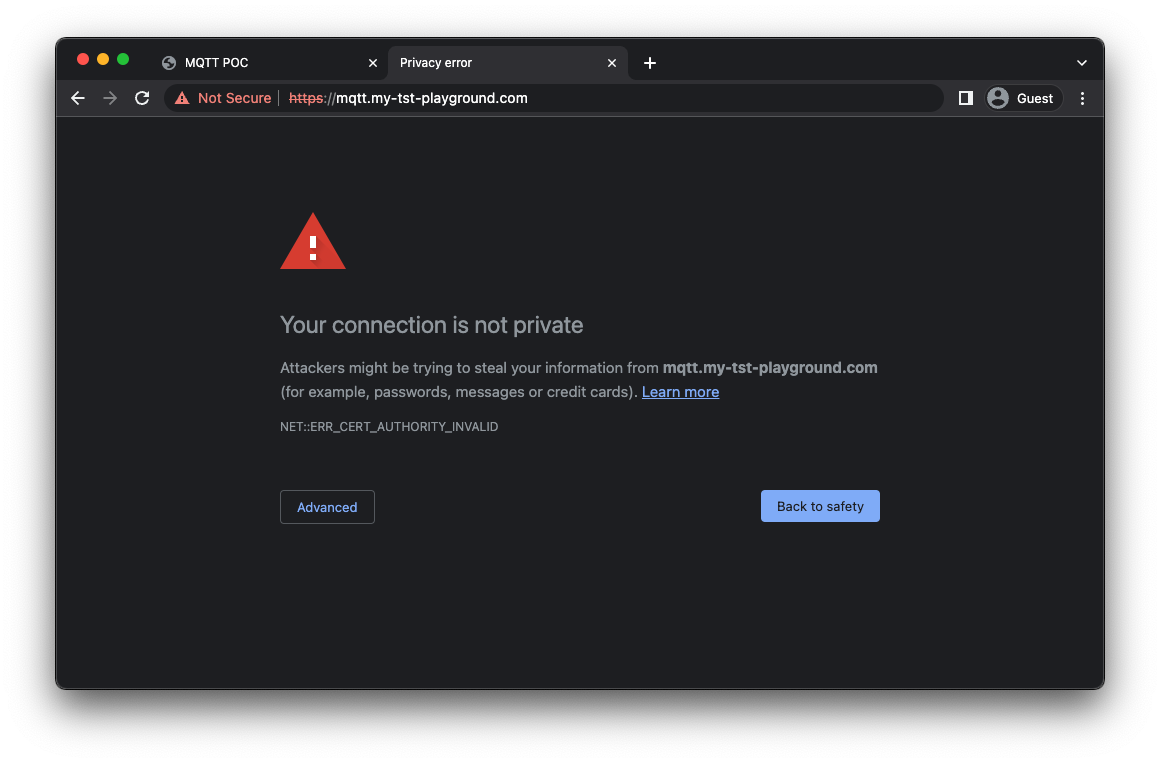 MQTT POC
Privacy error
Not Secure https://mqtt.my-tst-playground.com
Guest
Your connection is not private
Attackers might be trying to steal your information from mqtt.my-tst-playground.com
(for example, passwords, messages or credit cards). Learn more
NET::ERR_CERT_AUTHORITY_INVALID
Advanced
Back to safety